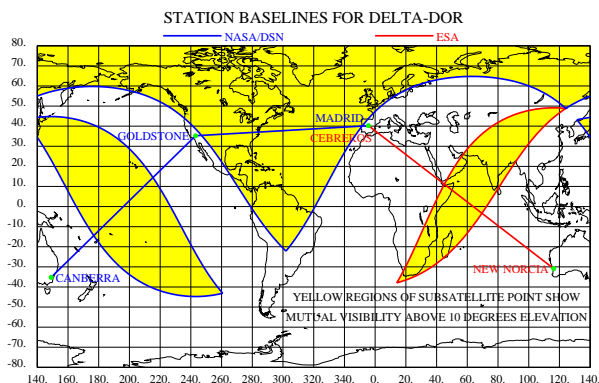 STATION BASELINES FOR DELTA-DOR
NASA/DSN ESA
80.
70.
60.
50.
40.
30.
20.
10.
0.
-10.
-20.
-30.
-40.
-50.
-60.
-70.
-80.
MADRID
GOLDSTONE
CEBREROS
CANBERRA
NEW NORCIA
YELLOW REGIONS OF SUBSATELLITE POINT SHOW
MUTUAL VISIBILITY ABOVE 10 DEGREES ELEVATION
140. 160. 180. 200. 220. 240. 260. 280. 300. 320. 340. 0. 20. 40. 60. 80. 100. 120. 140.